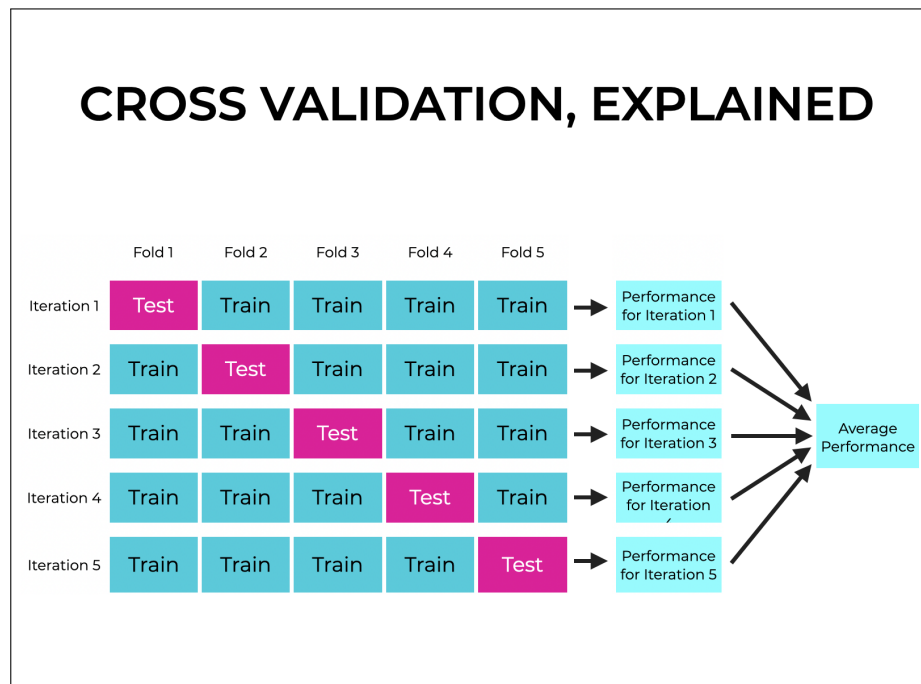 CROSS VALIDATION, EXPLAINED
Fold 1 Fold 2 Fold 3 Fold 4 Fold 5
Iteration 1 Test Train Train Train Train Performance
for Iteration 1
Iteration 2 Train Test Train Train Train Performance
for Iteration 2
Iteration 3 Train Train Test Train Train Performance
for Iteration 3
Iteration 4 Train Train Train Test Train Performance
for Iteration
Iteration 5 Train Train Train Train Test Performance
for Iteration 5
Average
Performance